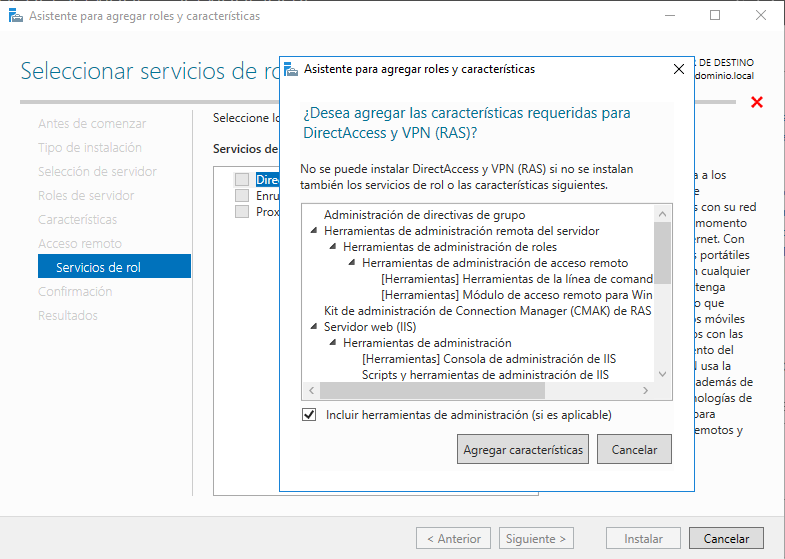 Asistente para agregar roles y características
Seleccionar servicios de
DE DESTINO
dominio.local
Antes de comenzar
Tipo de instalación
Selección de servidor
Roles de servidor
Características
Acceso remoto
Servicios de rol
Confirmación
Resultados
Seleccione
Servicios de
Asistente para agregar roles y características
¿Desea agregar las características requeridas para
DirectAccess y VPN (RAS)?
No se puede instalar DirectAccess y VPN (RAS) si no se instalan
también los servicios de rol o las características siguientes.
Administración de directivas de grupo
Herramientas de administración remota del servidor
Herramientas de administración de roles
Herramientas de administración de acceso remoto
[Herramientas] Herramientas de la línea de comand
[Herramientas] Módulo de acceso remoto para Win
Kit de administración de Connection Manager (CMAK) de RAS
Servidor web (IIS)
Herramientas de administración
[Herramientas] Consola de administración de IIS
Scripts y herramientas de administración de IIS
Incluir herramientas de administración (si es aplicable)
Agregar características
Cancelar
a a los
s con su red
momento
ernet. Con
s portátiles
n cualquier
tenga
o que
os móviles
os con las
ento del
N usa la
además de
nologías de
para
emotos y
< Anterior
Siguiente >
Instalar
Cancelar